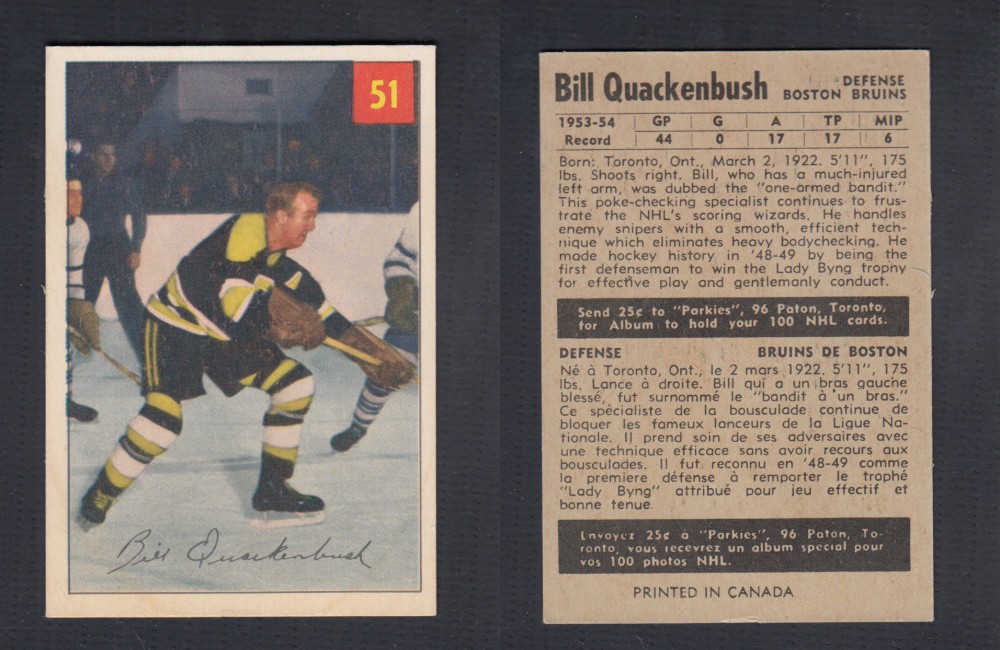 51
Bill Quackenbush
Bill Quackenbush
DEFENSE
BOSTON BRUINS
1953-54 GP G A TP MIP
Record 44 0 17 17 6
Born: Toronto, Ont., March 2, 1922. 5'11", 175
lbs. Shoots right. Bill, who has a much-injured
left arm, was dubbed the "one-armed bandit."
This poke-checking specialist continues to frus-
trate the NHL's scoring wizards. He handles
enemy snipers with a smooth, efficient tech-
nique which eliminates heavy bodychecking. He
made hockey history in '48-49 by being the
first defenseman to win the Lady Byng trophy
for effective play and gentlemanly conduct.
Send 25¢ to "Parkies", 96 Paton, Toronto,
for Album to hold your 100 NHL cards.
DEFENSE BRUINS DE BOSTON
Né à Toronto, Ont., le 2 mars 1922. 5'11", 175
lbs. Lance à droite. Bill qui a un bras gauche
blessé, fut surnommé le "bandit à un bras."
Ce spécialiste de la bousculade continue de
bloquer les fameux lanceurs de la Ligue Na-
tionale. Il prend soin de ses adversaires avec
une technique efficace sans avoir recours aux
bousculades. Il fut reconnu en '48-49 comme
la premiere défense à remporter le trophé
"Lady Byng" attribué pour jeu effectif et
bonne tenue.
Envoyez 25¢ à "Parkies", 96 Paton, To-
ronto, vous recevrez un album special pour
vos 100 photos NHL.
PRINTED IN CANADA